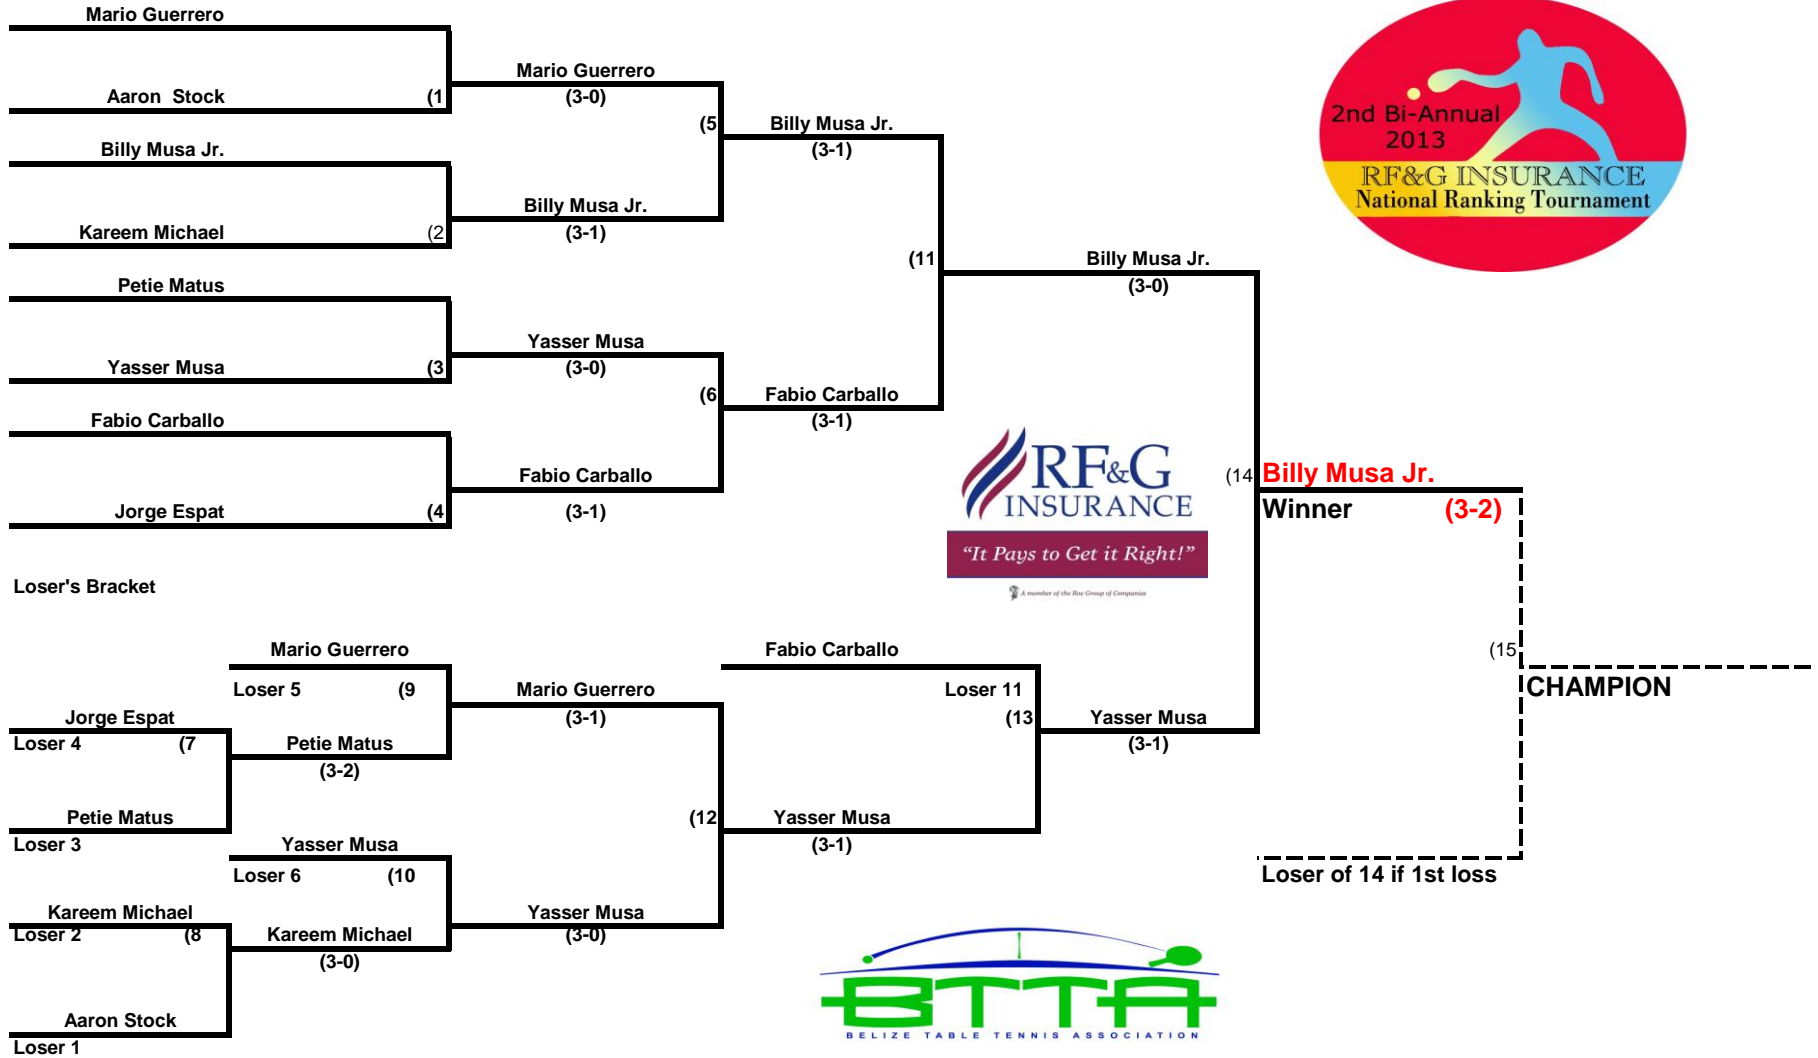 Mario Guerrero
Aaron  Stock
(1
Mario Guerrero
(3-0)
Billy Musa Jr.
Kareem Michael
(2
Billy Musa Jr.
(3-1)
(5
Billy Musa Jr.
(3-1)
Petie Matus
Yasser Musa
(3
Yasser Musa
(3-0)
Fabio Carballo
Jorge Espat
(4
Fabio Carballo
(3-1)
(6
Fabio Carballo
(3-1)
(11
Billy Musa Jr.
(3-0)
2nd Bi-Annual
2013
RF&G INSURANCE
National Ranking Tournament
RF&G
INSURANCE
“It Pays to Get it Right!”
A member of the Roe Group of Companies
(14
Billy Musa Jr.
Winner (3-2)
Loser's Bracket
Mario Guerrero
Loser 5 (9
Jorge Espat
Loser 4 (7
Petie Matus
(3-2)
Petie Matus
Loser 3
Mario Guerrero
(3-1)
Yasser Musa
Loser 6 (10
Kareem Michael
Loser 2 (8
Kareem Michael
(3-0)
Aaron Stock
Loser 1
Yasser Musa
(3-0)
(12
Fabio Carballo
Loser 11
(13
Yasser Musa
(3-1)
Yasser Musa
(3-1)
(15
CHAMPION
Loser of 14 if 1st loss
BTTA
BELIZE TABLE TENNIS ASSOCIATION